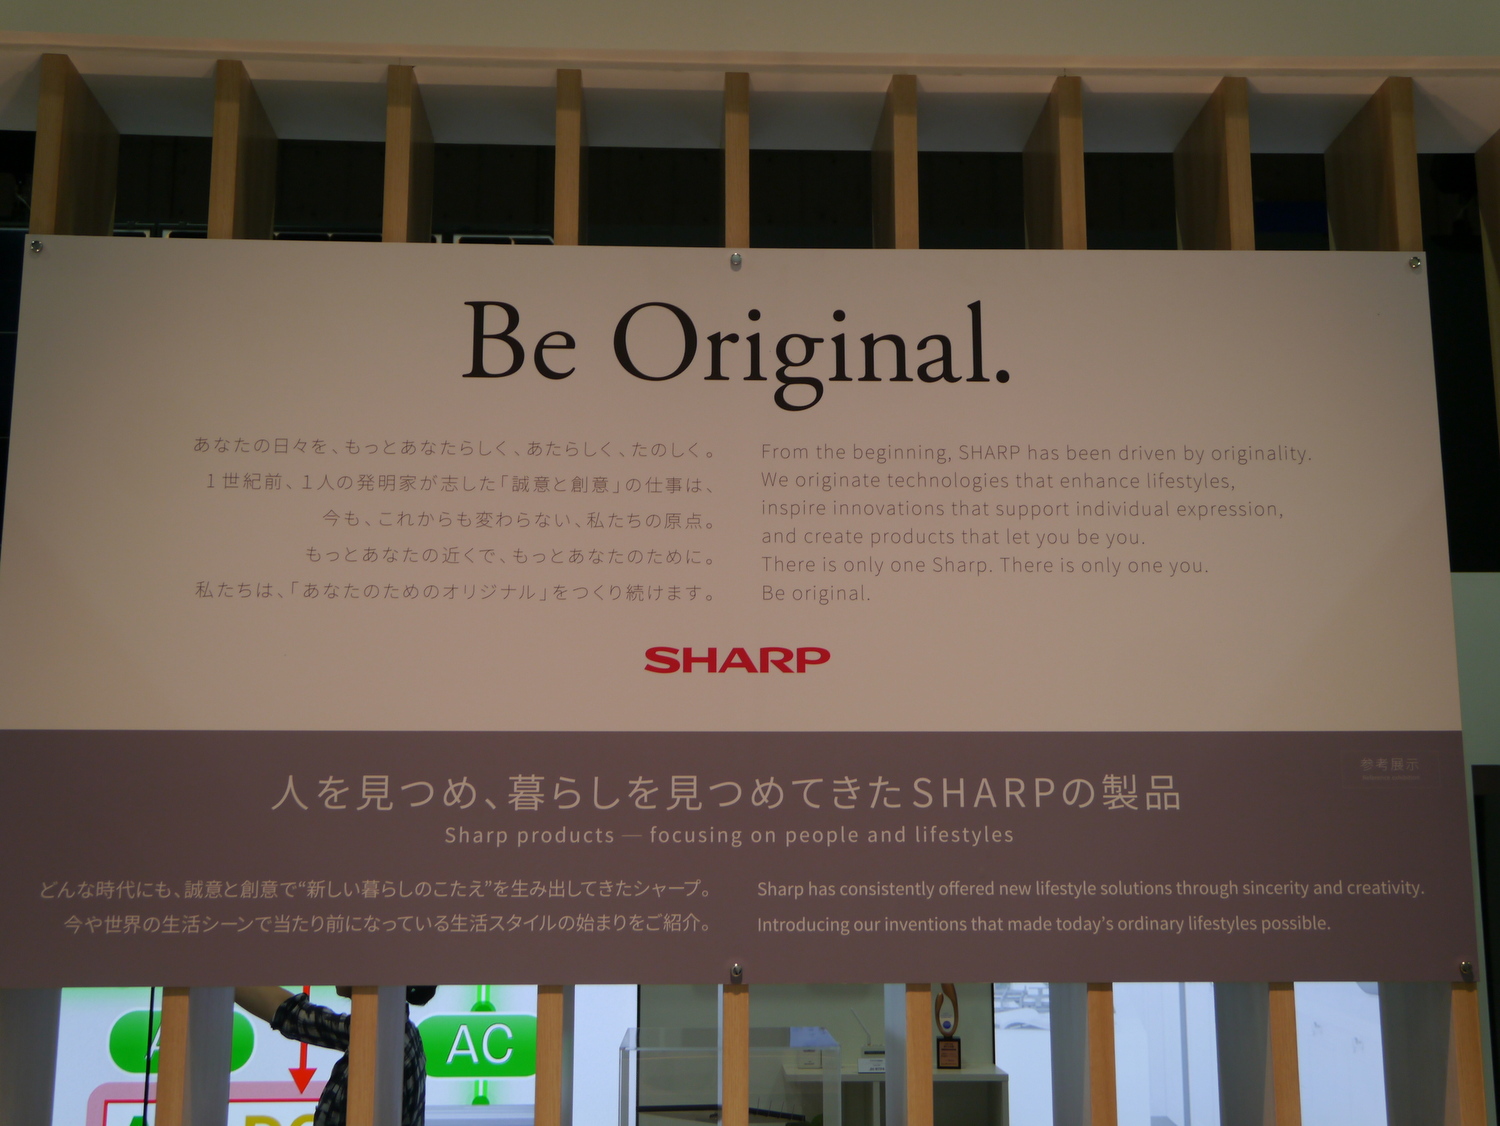 Be Original.
あなたの日々を、もっとあなたらしく、あたらしく、たのしく。
1世紀前、1人の発明家が志した「誠意と創意」の仕事は、
今も、これからも変わらない、私たちの原点。
もっとあなたの近くで、もっとあなたのために。
私たちは、「あなたのためのオリジナル」をつくり続けます。
From the beginning, SHARP has been driven by originality.
We originate technologies that enhance lifestyles,
inspire innovations that support individual expression,
and create products that let you be you.
There is only one Sharp. There is only one you.
Be original.
SHARP
参考展示
人を見つめ、暮らしを見つめてきたSHARPの製品
Sharp products — focusing on people and lifestyles
どんな時代にも、誠意と創意で“新しい暮らしのこたえ”を生み出してきたシャープ。
今や世界の生活シーンで当たり前になっている生活スタイルの始まりをご紹介。
Sharp has consistently offered new lifestyle solutions through sincerity and creativity.
Introducing our inventions that made today's ordinary lifestyles possible.
AC